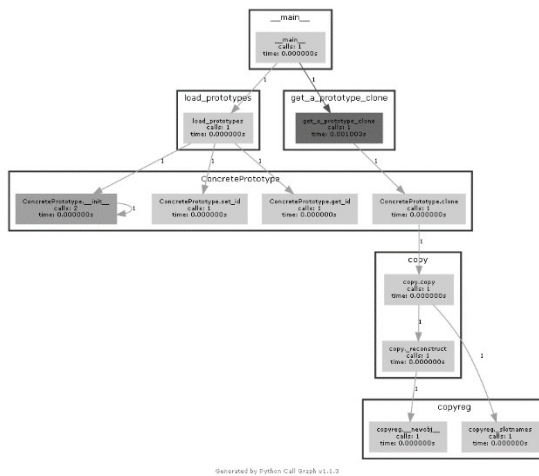 __main__
__main__
calls: 1
time: 0.000000s
1
1
load_prototypes
get_a_prototype_clone
load_prototypes
calls: 1
time: 0.000000s
get_a_prototype_clone
calls: 1
time: 0.001000s
1
1
1
1
ConcretePrototype
ConcretePrototype.__init__
calls: 2
time: 0.000000s
1
ConcretePrototype.set_id
calls: 1
time: 0.000000s
ConcretePrototype.get_id
calls: 1
time: 0.000000s
ConcretePrototype.clone
calls: 1
time: 0.000000s
1
copy
copy.copy
calls: 1
time: 0.000000s
1
copy._reconstruct
calls: 1
time: 0.000000s
1
1
copyreg
copyreg.__newobj__
calls: 1
time: 0.000000s
copyreg._slotnames
calls: 1
time: 0.000000s
Generated by Python Call Graph v1.1.3